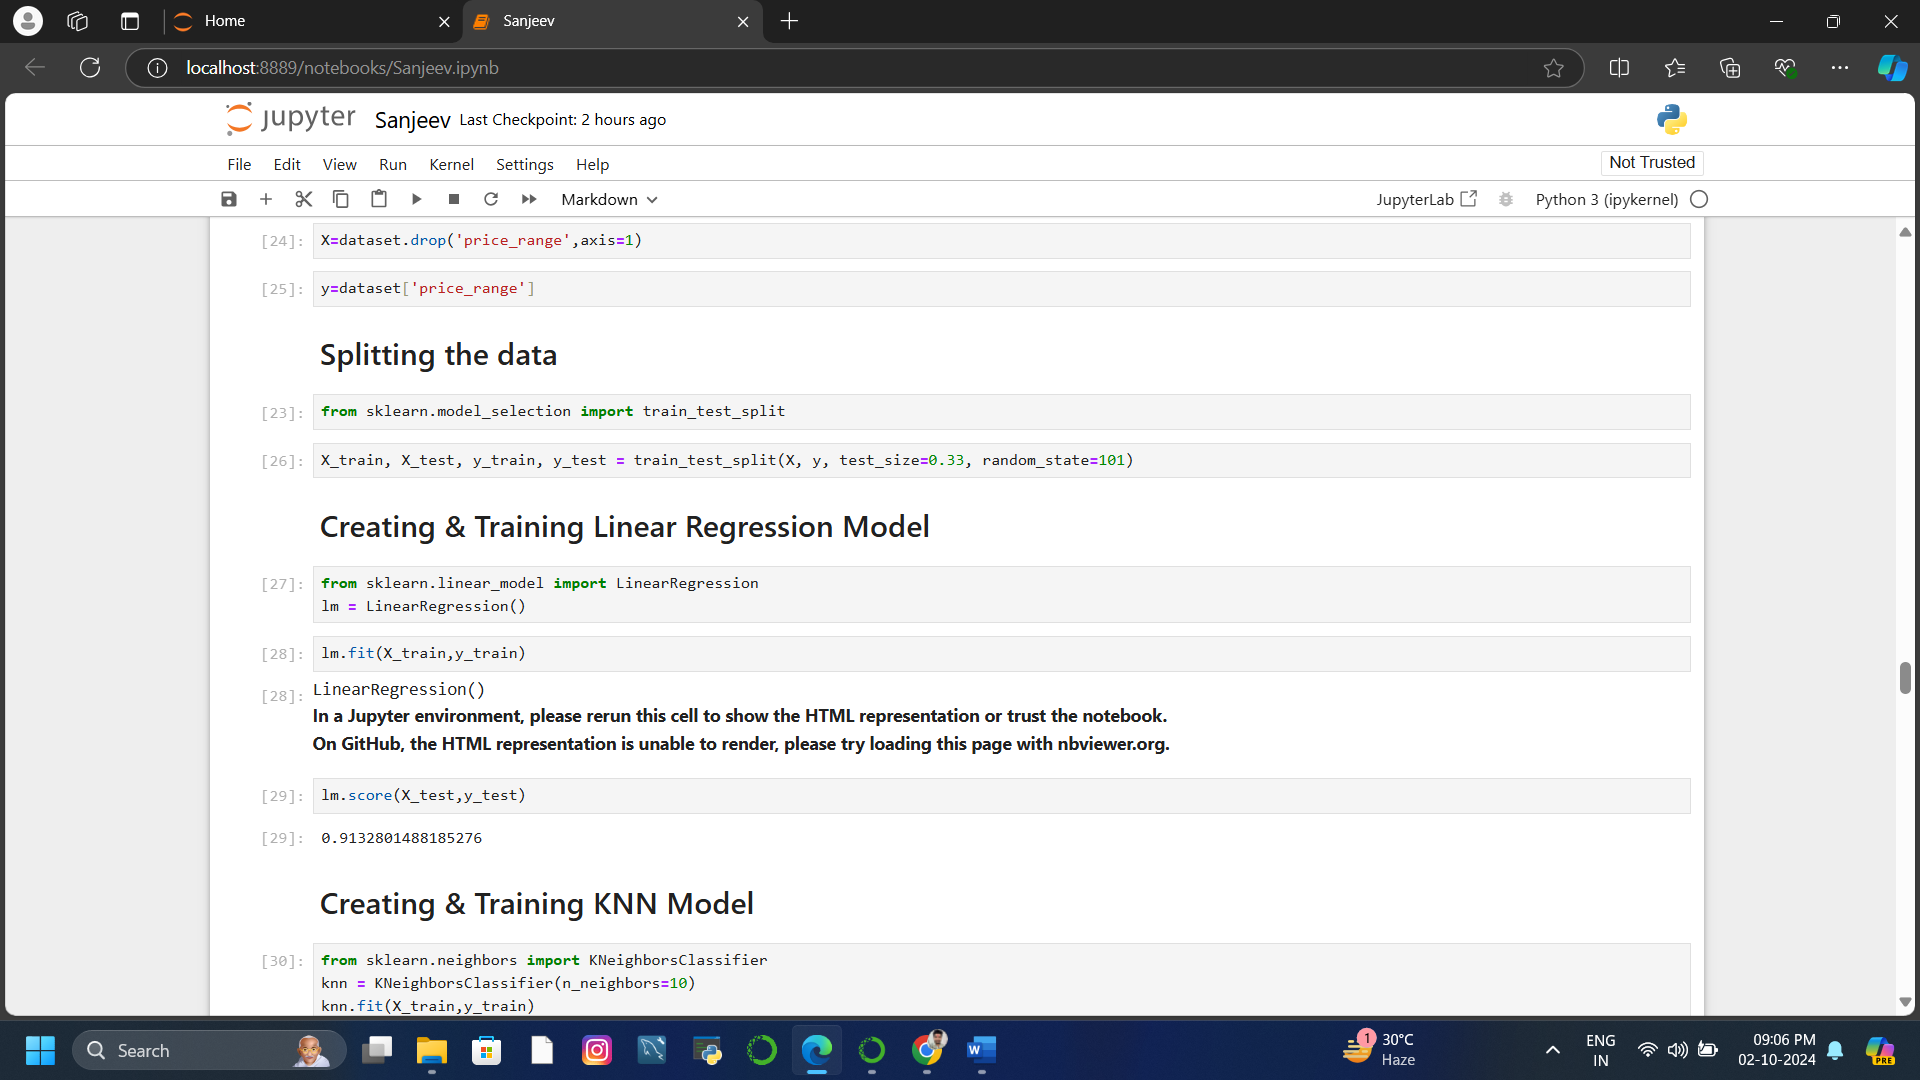 Home
Sanjeev
localhost:8889/notebooks/Sanjeev.ipynb
jupyter Sanjeev Last Checkpoint: 2 hours ago
File Edit View Run Kernel Settings Help
Not Trusted
Markdown
JupyterLab
Python 3 (ipykernel)
[24]: X=dataset.drop('price_range',axis=1)
[25]: y=dataset['price_range']
Splitting the data
[23]: from sklearn.model_selection import train_test_split
[26]: X_train, X_test, y_train, y_test = train_test_split(X, y, test_size=0.33, random_state=101)
Creating & Training Linear Regression Model
[27]: from sklearn.linear_model import LinearRegression
lm = LinearRegression()
[28]: lm.fit(X_train,y_train)
[28]: LinearRegression()
In a Jupyter environment, please rerun this cell to show the HTML representation or trust the notebook.
On GitHub, the HTML representation is unable to render, please try loading this page with nbviewer.org.
[29]: lm.score(X_test,y_test)
[29]: 0.9132801488185276
Creating & Training KNN Model
[30]: from sklearn.neighbors import KNeighborsClassifier
knn = KNeighborsClassifier(n_neighbors=10)
knn.fit(X_train,y_train)
Search
W
1
30°C
Haze
ENG
IN
09:06 PM
02-10-2024
PRE